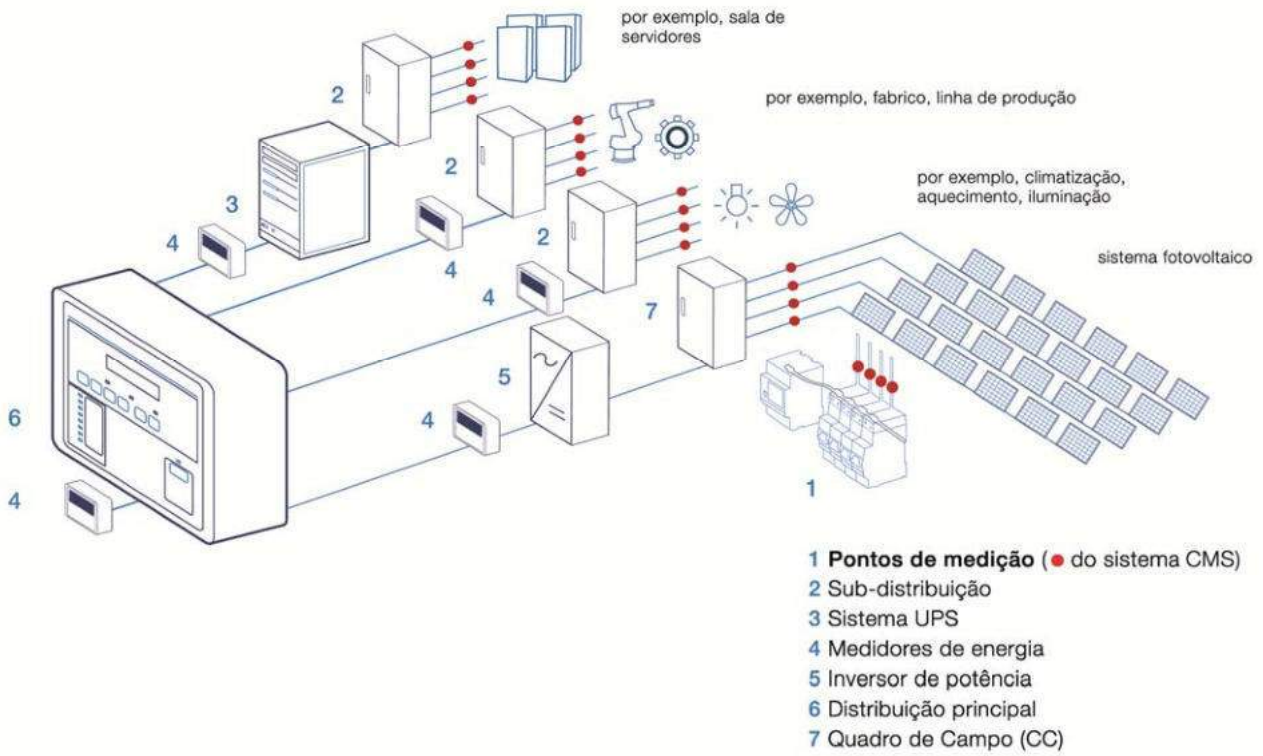 por exemplo, sala de
servidores
2
por exemplo, fabrico, linha de produção
2
3
por exemplo, climatização,
aquecimento, iluminação
4
2
sistema fotovoltaico
4
4
7
5
6
4
4
1
1 Pontos de medição (● do sistema CMS)
2 Sub-distribuição
3 Sistema UPS
4 Medidores de energia
5 Inversor de potência
6 Distribuição principal
7 Quadro de Campo (CC)